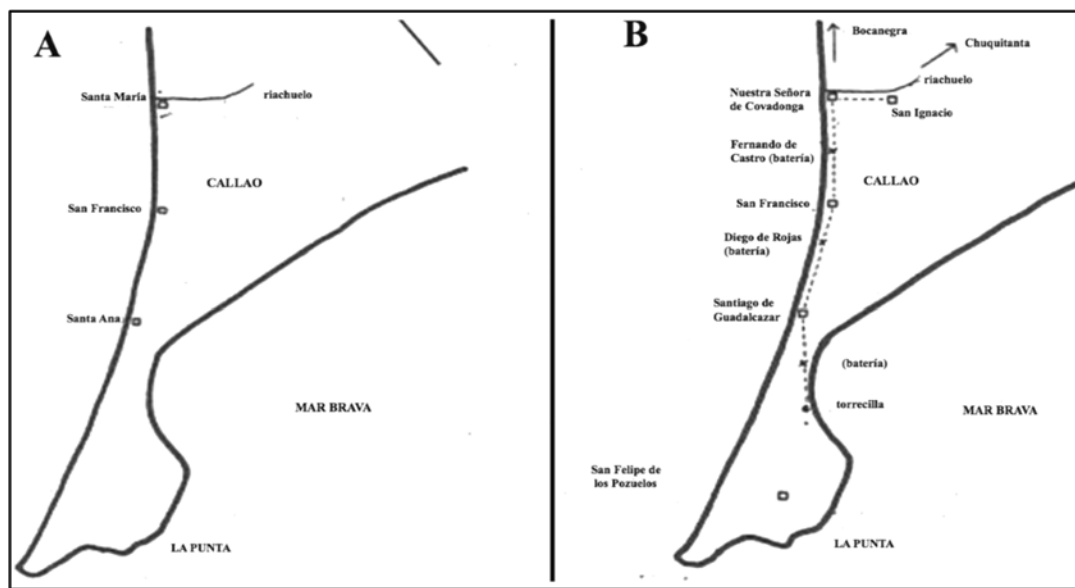 A
Santa María
riachuelo
CALLAO
San Francisco
Santa Ana
MAR BRAVA
LA PUNTA
B
Bocanegra
Chuquitanta
riachuelo
Nuestra Señora
de Covadonga
San Ignacio
Fernando de
Castro (batería)
CALLAO
San Francisco
Diego de Rojas
(batería)
Santiago de
Guadalcazar
(batería)
torrecilla
MAR BRAVA
San Felipe de
los Pozuelos
LA PUNTA